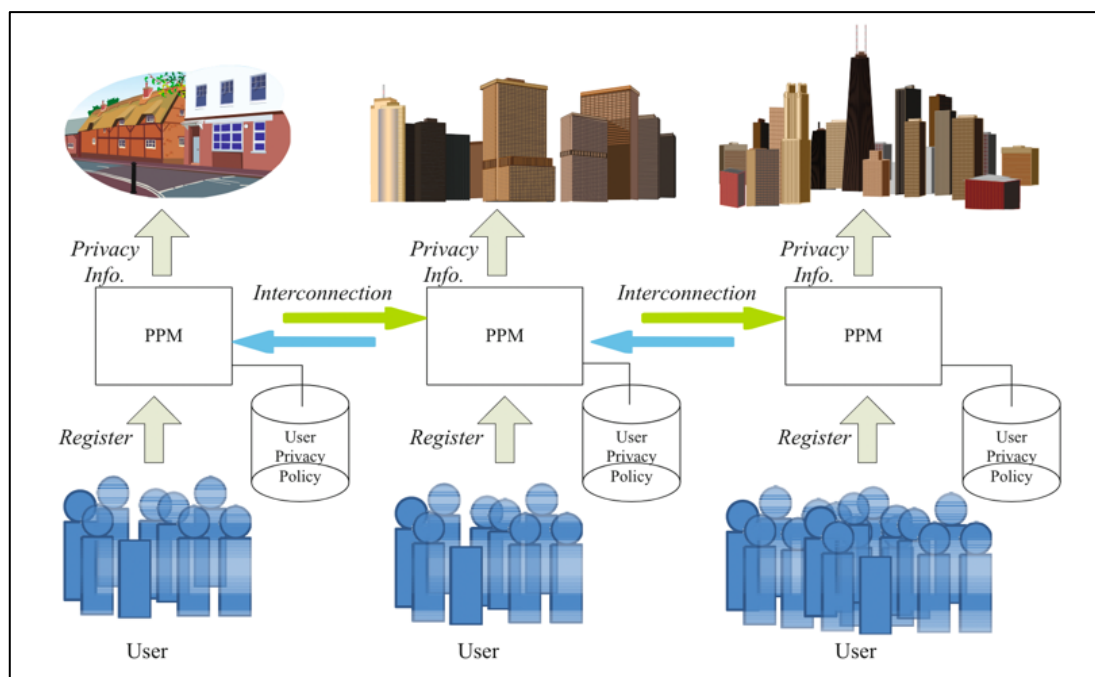 Privacy
Info.
Privacy
Info.
Privacy
Info.
Interconnection
Interconnection
PPM
PPM
PPM
Register
Register
Register
User
Privacy
Policy
User
Privacy
Policy
User
Privacy
Policy
User
User
User